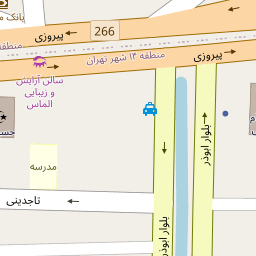 بانک م
پیروزی
266
پیروزی
منطقه
منطقه ۱۴ شهر تهران
سالن آرایش
و زیبایی
الماس
مدرسه
بلوار ابوذر
تاجدینی
بلوار ابوذر